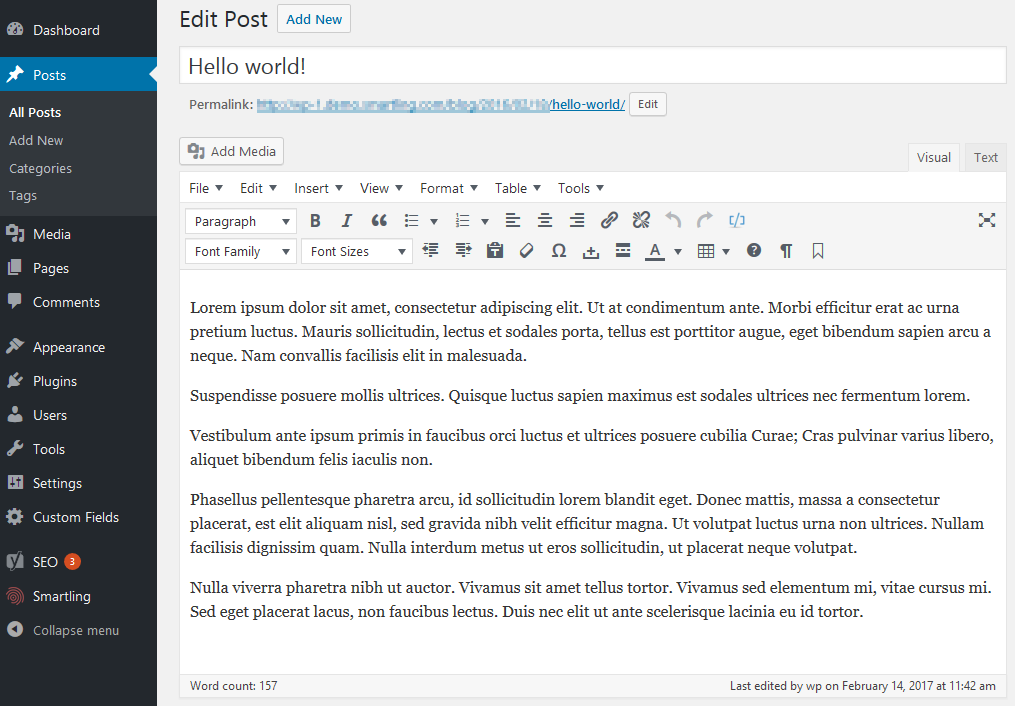 Dashboard
Posts
All Posts
Add New
Categories
Tags
Media
Pages
Comments
Appearance
Plugins
Users
Tools
Settings
Custom Fields
SEO 3
Smartling
Collapse menu
Edit Post Add New
Hello world!
Permalink: /hello-world/ Edit
Add Media
Visual Text
File Edit Insert View Format Table Tools
Paragraph
Font Family Font Sizes
Lorem ipsum dolor sit amet, consectetur adipiscing elit. Ut at condimentum ante. Morbi efficitur erat ac urna
pretium luctus. Mauris sollicitudin, lectus et sodales porta, tellus est porttitor augue, eget bibendum sapien arcu a
neque. Nam convallis facilisis elit in malesuada.
Suspendisse posuere mollis ultrices. Quisque luctus sapien maximus est sodales ultrices nec fermentum lorem.
Vestibulum ante ipsum primis in faucibus orci luctus et ultrices posuere cubilia Curae; Cras pulvinar varius libero,
aliquet bibendum felis iaculis non.
Phasellus pellentesque pharetra arcu, id sollicitudin lorem blandit eget. Donec mattis, massa a consectetur
placerat, est elit aliquam nisl, sed gravida nibh velit efficitur magna. Ut volutpat luctus urna non ultrices. Nullam
facilisis dignissim quam. Nulla interdum metus ut eros sollicitudin, ut placerat neque volutpat.
Nulla viverra pharetra nibh ut auctor. Vivamus sit amet tellus tortor. Vivamus sed elementum mi, vitae cursus mi.
Sed eget placerat lacus, non faucibus lectus. Duis nec elit ut ante scelerisque lacinia eu id tortor.
Word count: 157 Last edited by wp on February 14, 2017 at 11:42 am